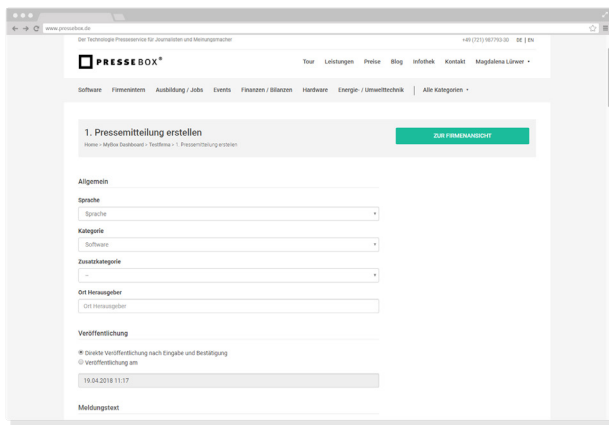 www.pressebox.de
Der Technologie Presseservice für Journalisten und Meinungsmacher
+49 (721) 987793-30 DE | EN
PRESSEBOX®
Tour Leistungen Preise Blog Infothek Kontakt Magdalena Lürwer
Software Firmenintern Ausbildung / Jobs Events Finanzen / Bilanzen Hardware Energie- / Umwelttechnik Alle Kategorien
1. Pressemitteilung erstellen
ZUR FIRMENANSICHT
Home > MyBox Dashboard > Testfirma > 1. Pressemitteilung erstellen
Allgemein
Sprache
Sprache
Kategorie
Software
Zusatzkategorie
--
Ort Herausgeber
Ort Herausgeber
Veröffentlichung
Direkte Veröffentlichung nach Eingabe und Bestätigung
Veröffentlichung am
19.04.2018 11:17
Meldungstext